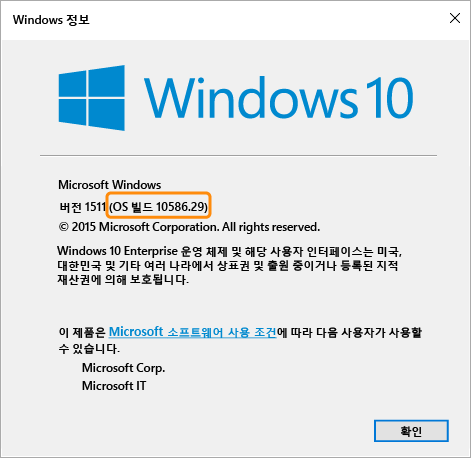 Windows 정보
Windows 10
Microsoft Windows
버전 1511 (OS 빌드 10586.29)
© 2015 Microsoft Corporation. All rights reserved.
Windows 10 Enterprise 운영 체제 및 해당 사용자 인터페이스는 미국,
대한민국 및 기타 여러 나라에서 상표권 및 출원 중이거나 등록된 지적
재산권에 의해 보호됩니다.
이 제품은 Microsoft 소프트웨어 사용 조건에 따라 다음 사용자가 사용할
수 있습니다.
Microsoft Corp.
Microsoft IT
확인